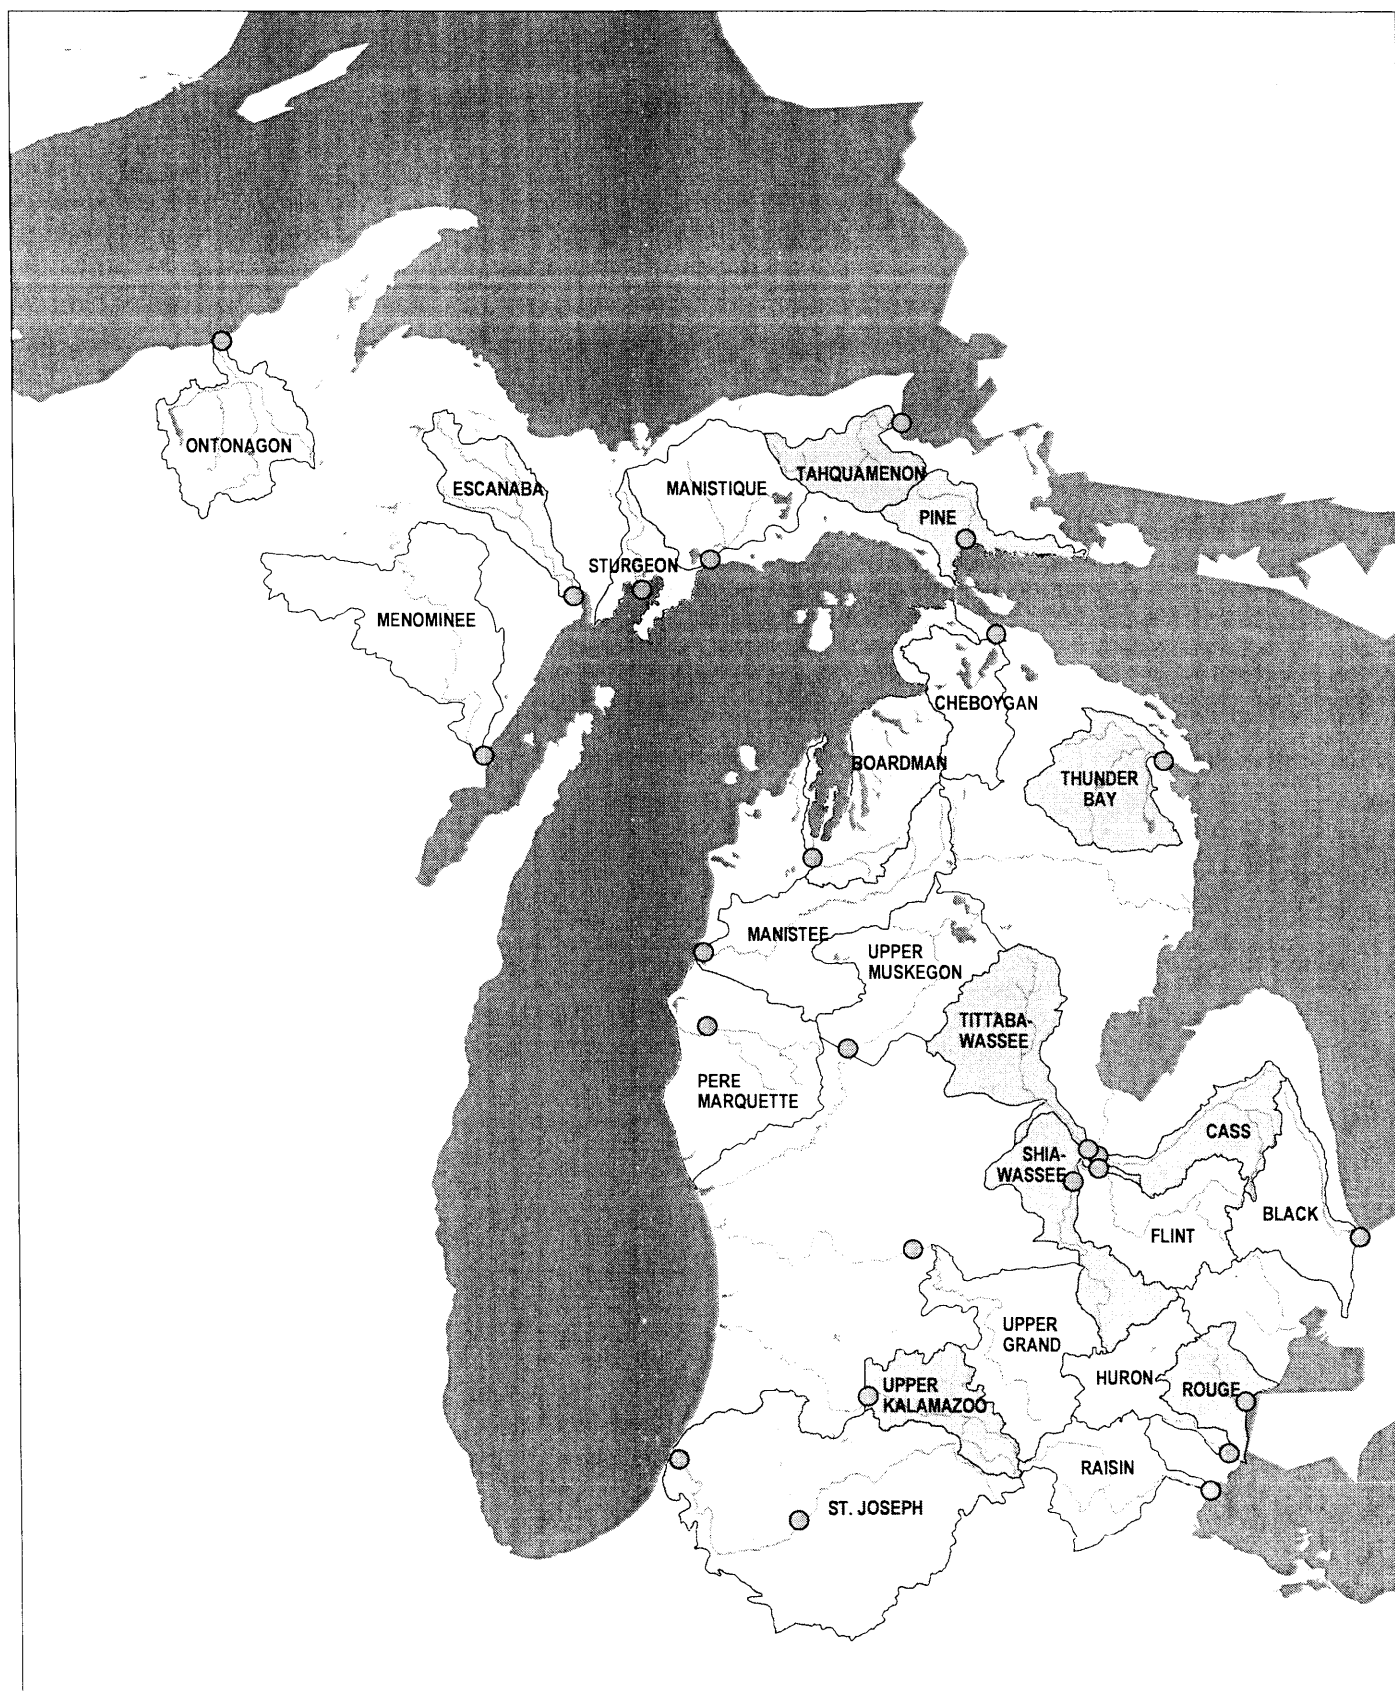 ONTONAGON
ESCANABA
MANISTIQUE
TAHQUAMENON
PINE
STURGEON
MENOMINEE
CHEBOYGAN
BOARDMAN
THUNDER
BAY
MANISTEE
UPPER
MUSKEGON
TITTABA-
WASSEE
PERE
MARQUETTE
CASS
SHIA-
WASSEE
BLACK
FLINT
UPPER
GRAND
HURON
ROUGE
UPPER
KALAMAZOO
RAISIN
ST. JOSEPH